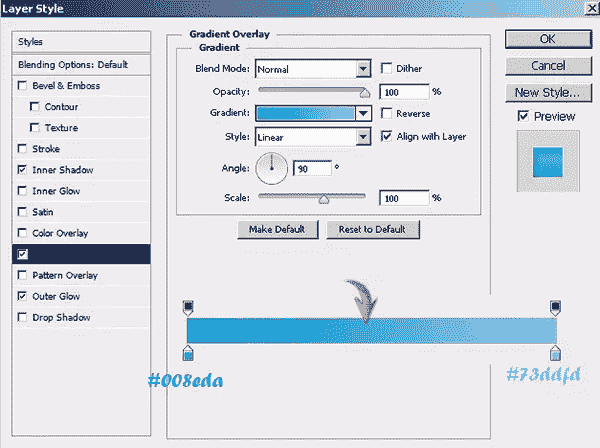 Layer Style
Styles
Blending Options: Default
Bevel & Emboss
Contour
Texture
Stroke
Inner Shadow
Inner Glow
Satin
Color Overlay
Pattern Overlay
Outer Glow
Drop Shadow
Gradient Overlay
Gradient
Blend Mode: Normal Dither
Opacity: 100 %
Gradient: Reverse
Style: Linear Align with Layer
Angle: 90 °
Scale: 100 %
Make Default Reset to Default
#008eda #73ddfd
OK
Cancel
New Style...
Preview